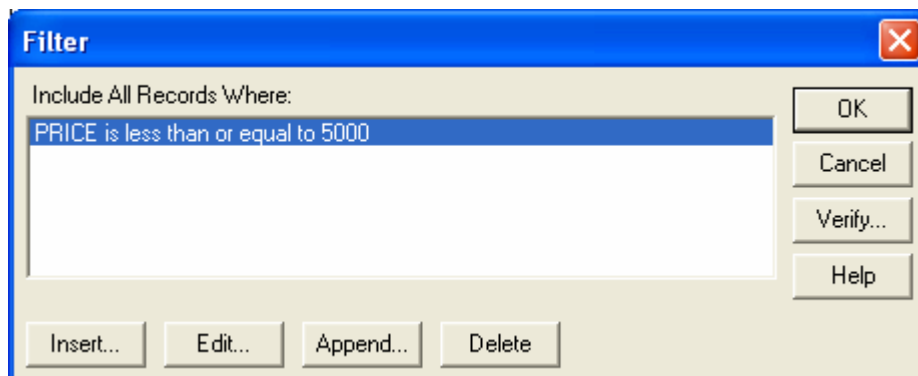 Filter
Include All Records Where:
PRICE is less than or equal to 5000
OK
Cancel
Verify...
Help
Insert...
Edit...
Append...
Delete